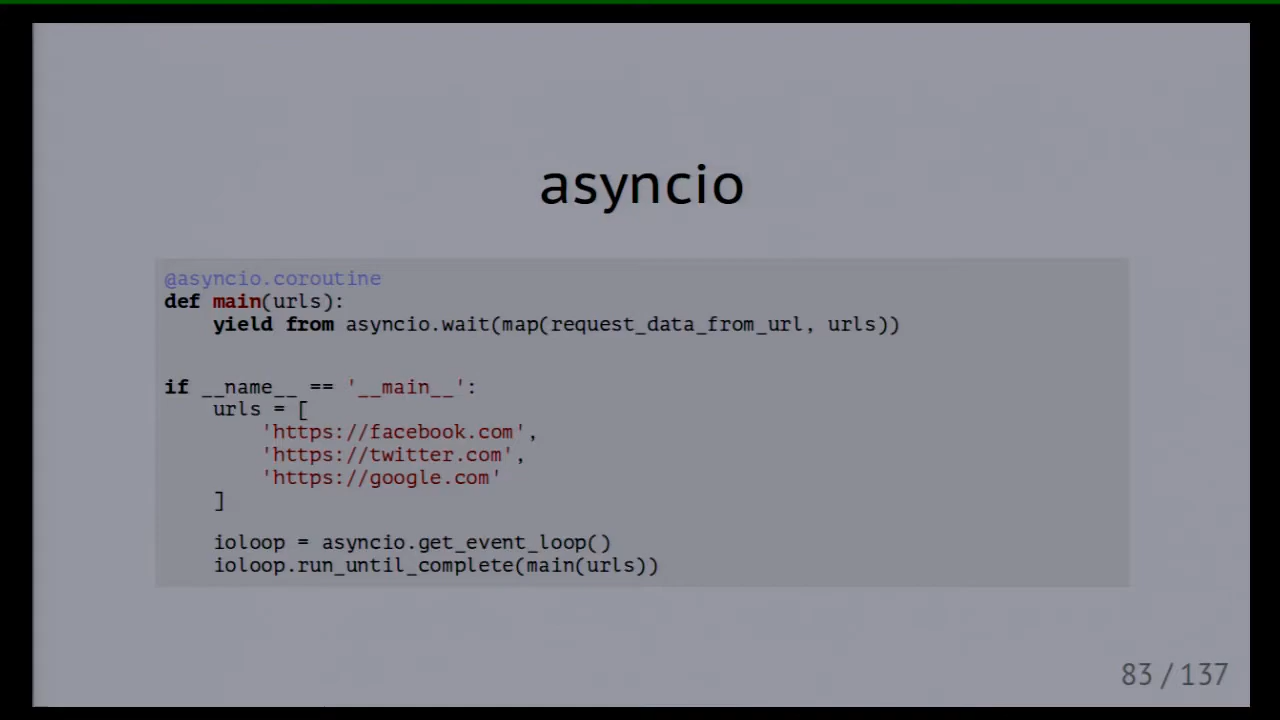 asyncio
@asyncio.coroutine
def main(urls):
    yield from asyncio.wait(map(request_data_from_url, urls))
if __name__ == '__main__':
    urls = [
        'https://facebook.com',
        'https://twitter.com',
        'https://google.com'
    ]
    ioloop = asyncio.get_event_loop()
    ioloop.run_until_complete(main(urls))
83 / 137